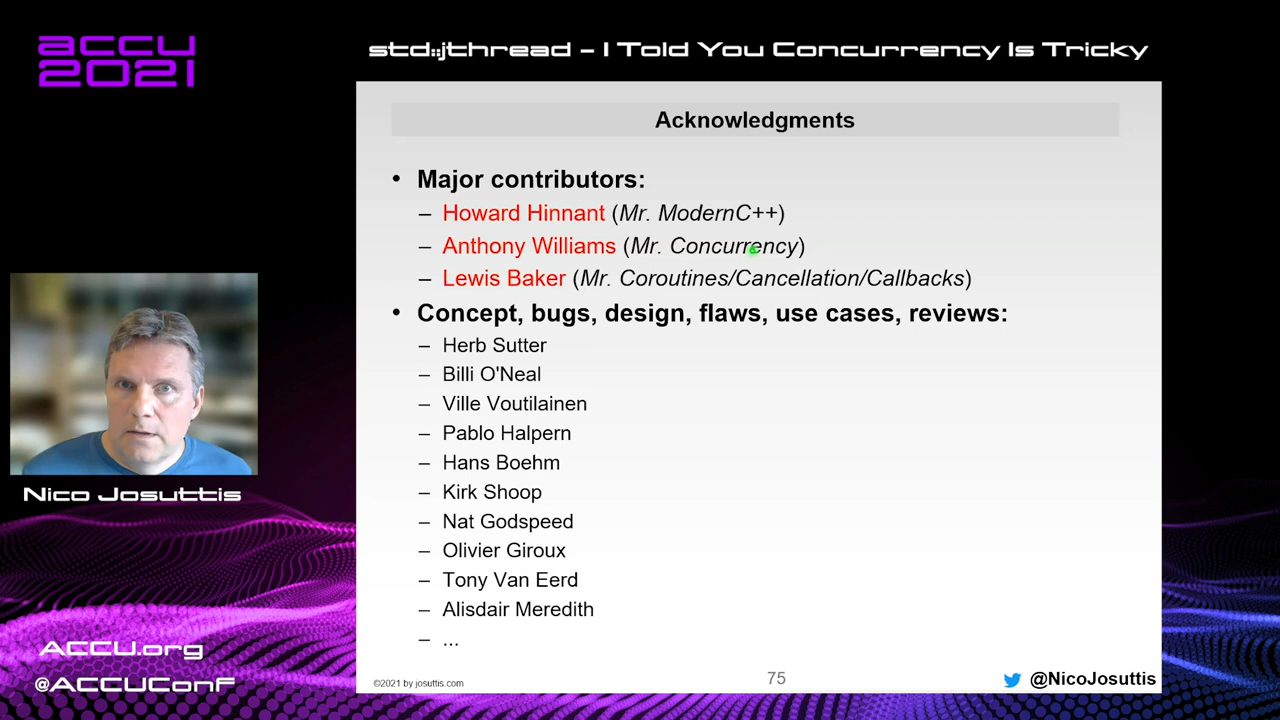 accu
2021
std::jthread – I Told You Concurrency Is Tricky
Acknowledgments
• Major contributors:
– Howard Hinnant (Mr. ModernC++)
– Anthony Williams (Mr. Concurrency)
– Lewis Baker (Mr. Coroutines/Cancellation/Callbacks)
• Concept, bugs, design, flaws, use cases, reviews:
– Herb Sutter
– Billi O'Neal
– Ville Voutilainen
– Pablo Halpern
– Hans Boehm
– Kirk Shoop
– Nat Godspeed
– Olivier Giroux
– Tony Van Eerd
– Alisdair Meredith
– ...
©2021 by josuttis.com
75
@NicoJosuttis
Nico Josuttis
ACCU.org
@ACCUConf